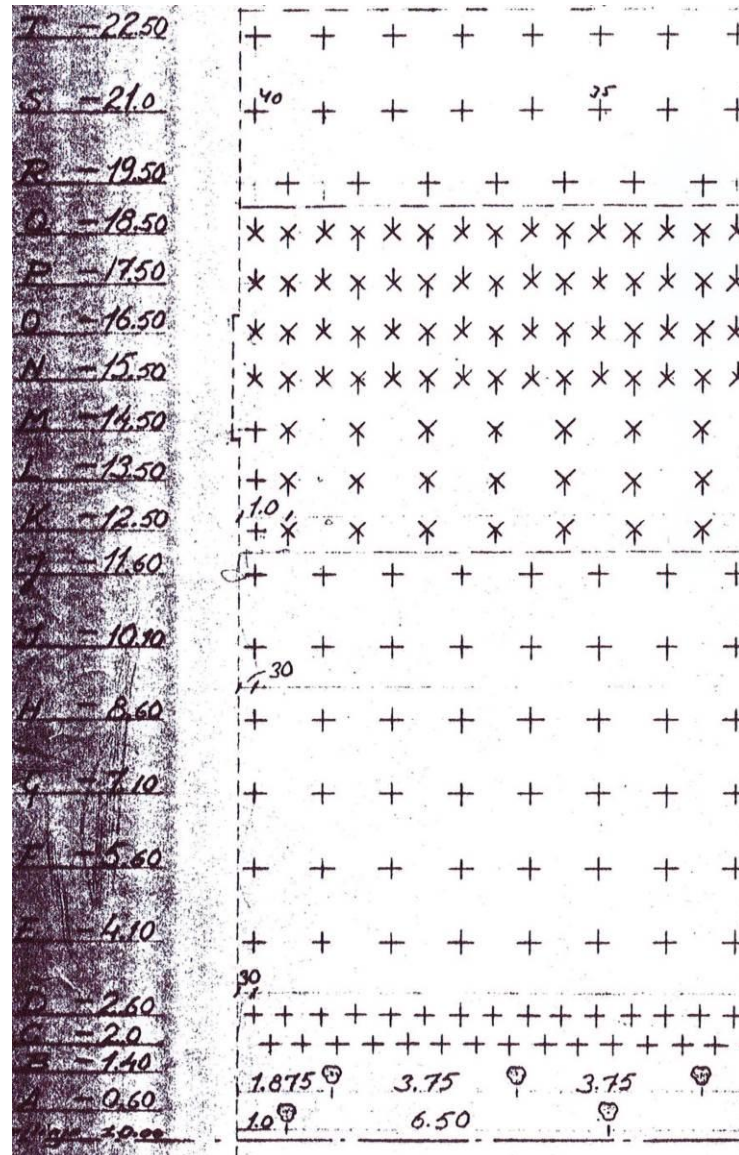 T - 22.50
S - 21.0 40 35
R - 19.50
Q - 18.50
P - 17.50
O - 16.50
N - 15.50
M - 14.50
L - 13.50
K - 12.50 1.0
J - 11.60
I - 10.10
30
H - 8.60
G - 7.10
F - 5.60
E - 4.10
30
D - 2.60
C - 2.0
B - 1.40 1.875 3.75 3.75
A - 0.60 1.0 6.50